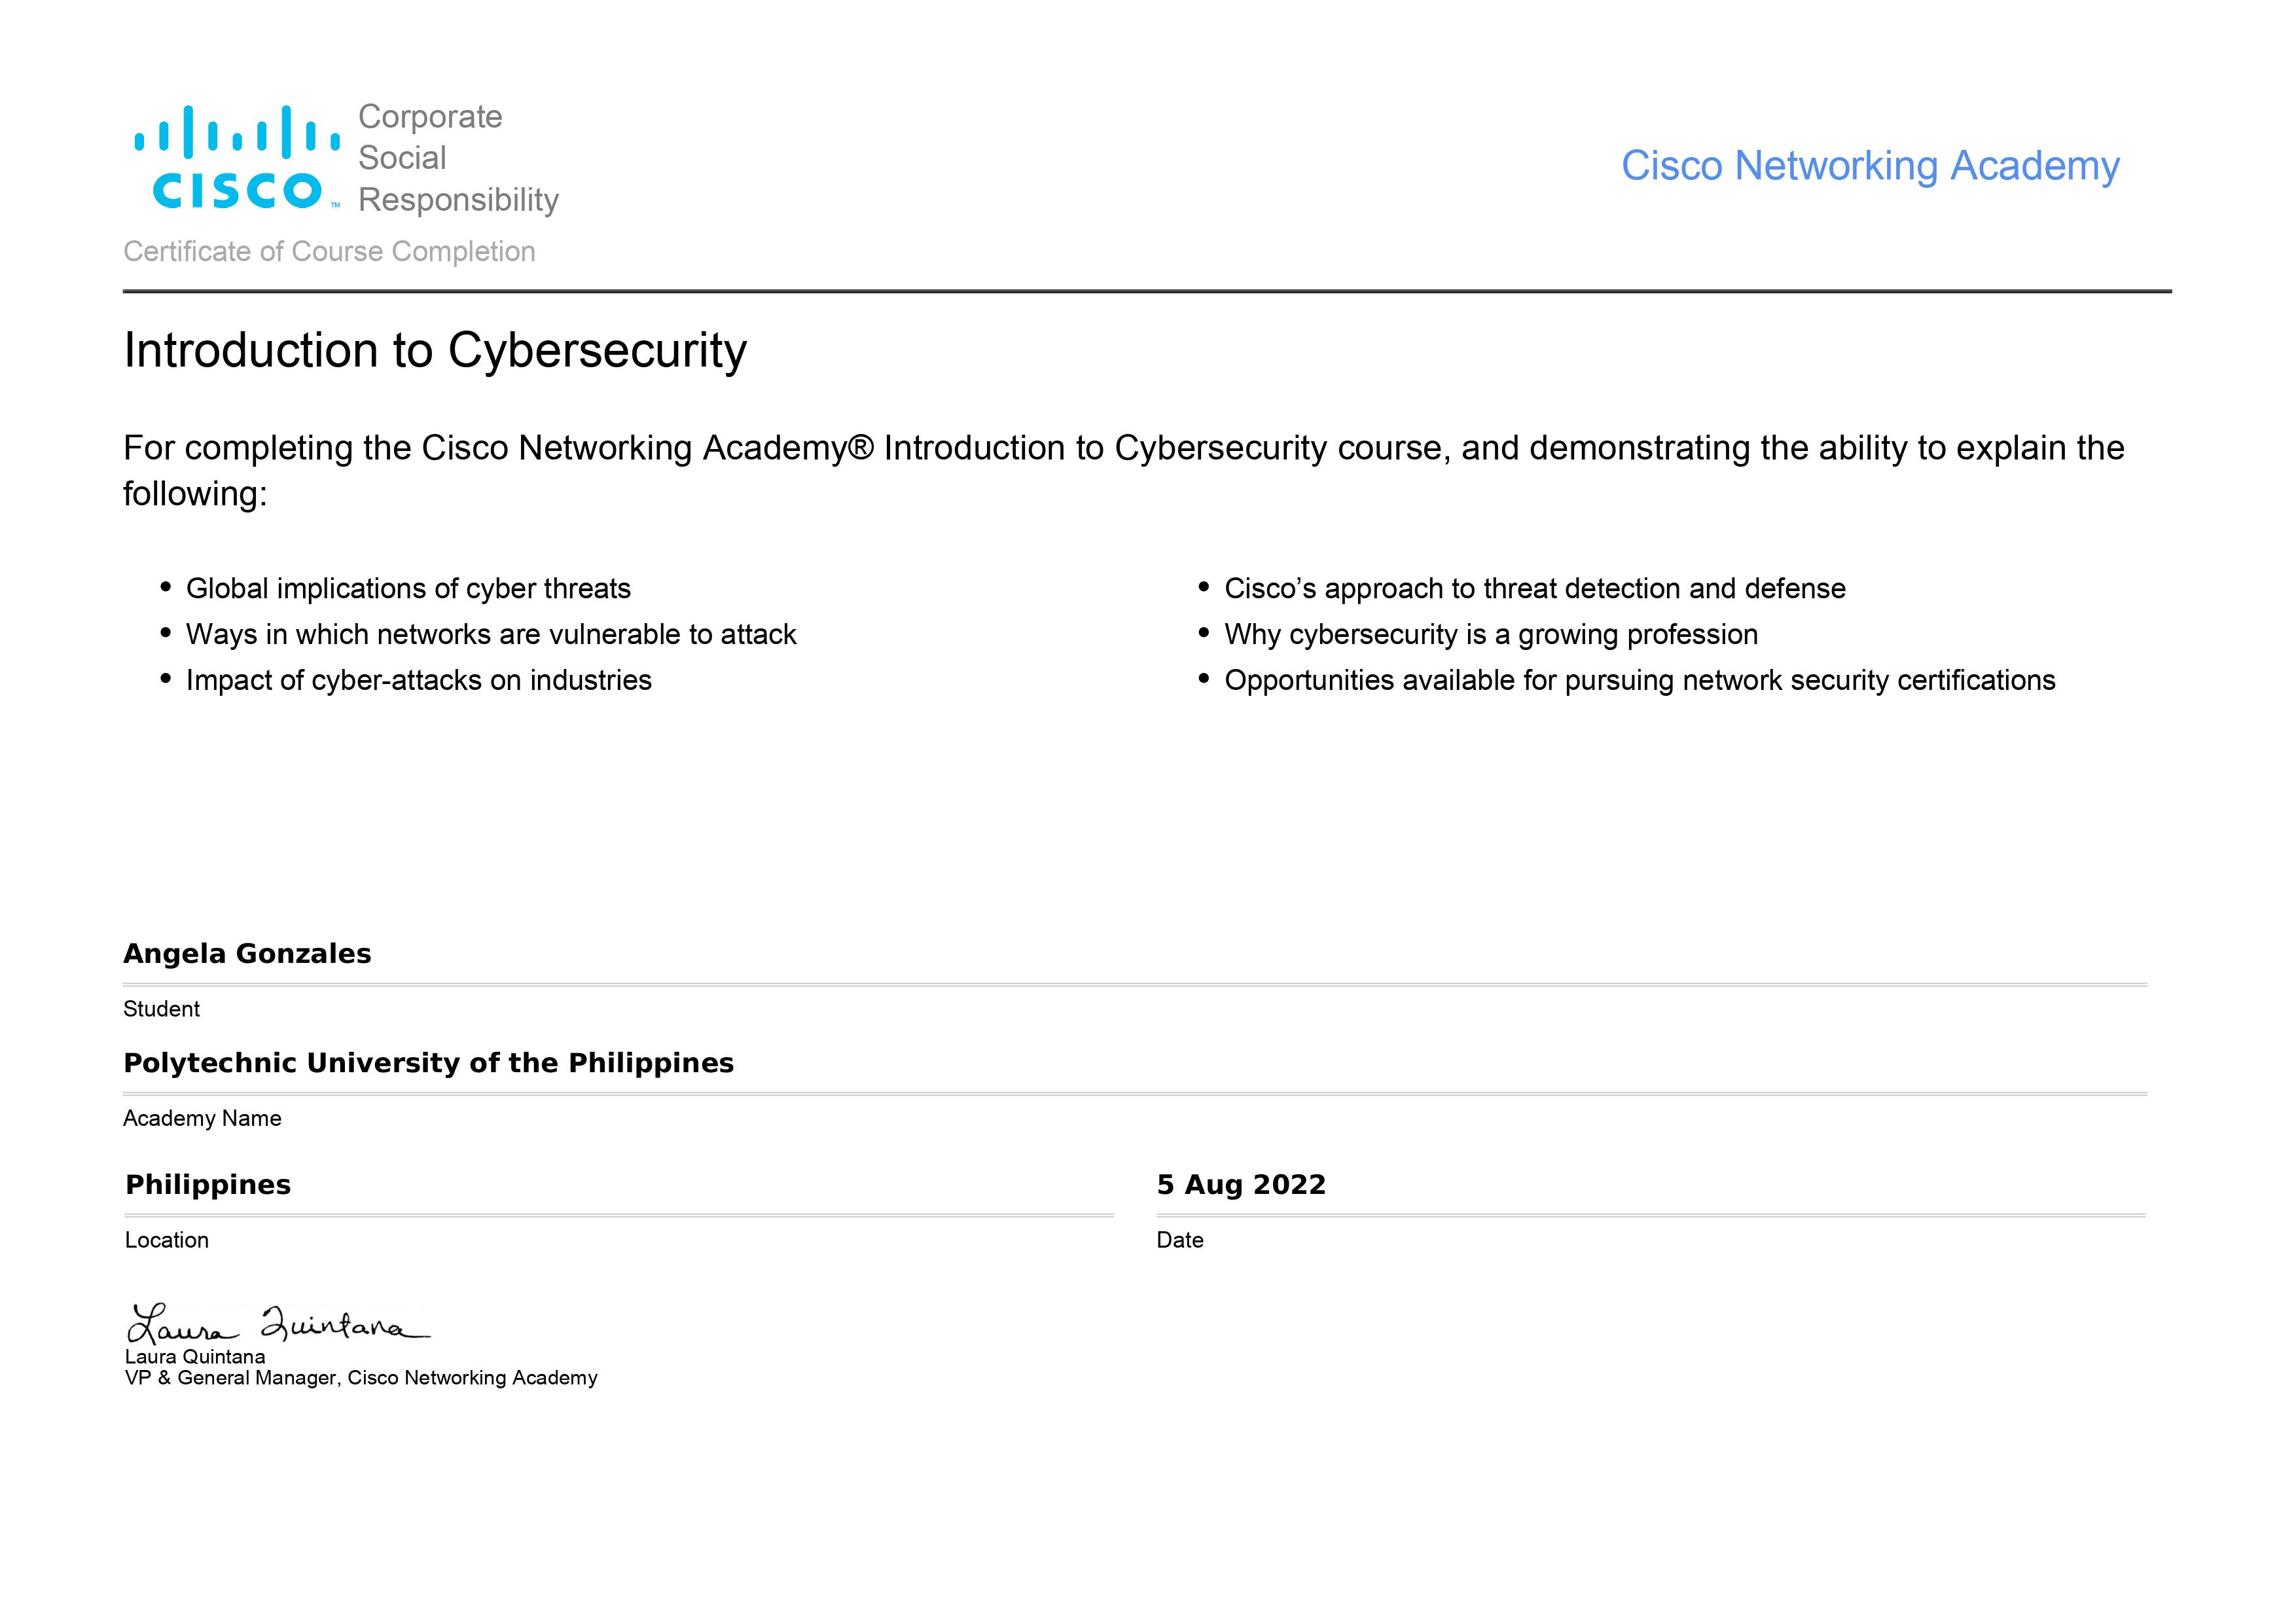 Corporate
Social
Responsibility
CISCO™
Cisco Networking Academy
Certificate of Course Completion
Introduction to Cybersecurity
For completing the Cisco Networking Academy® Introduction to Cybersecurity course, and demonstrating the ability to explain the
following:
• Global implications of cyber threats
• Ways in which networks are vulnerable to attack
• Impact of cyber-attacks on industries
• Cisco’s approach to threat detection and defense
• Why cybersecurity is a growing profession
• Opportunities available for pursuing network security certifications
Angela Gonzales
Student
Polytechnic University of the Philippines
Academy Name
Philippines
Location
5 Aug 2022
Date
Laura Quintana
Laura Quintana
VP & General Manager, Cisco Networking Academy